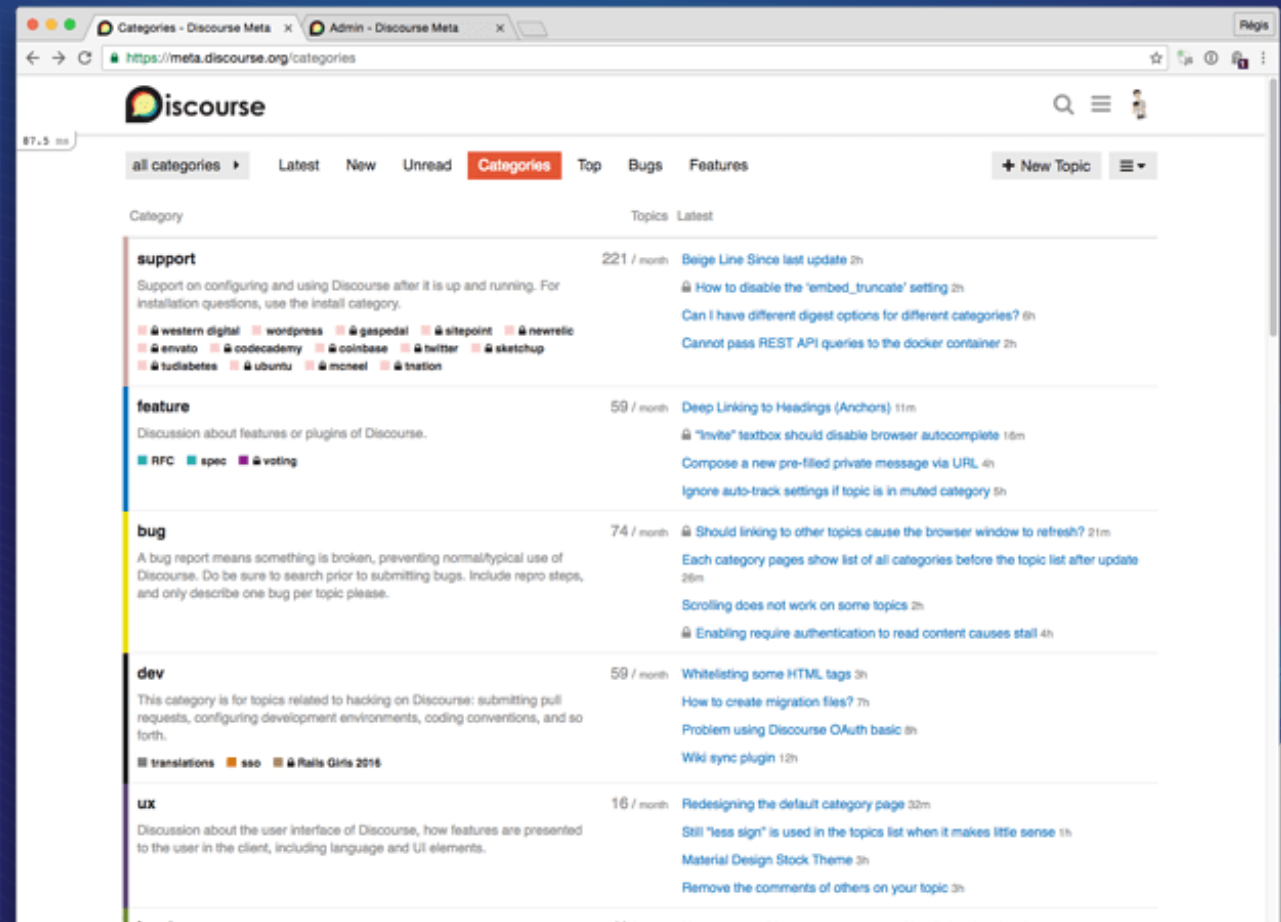 Categories - Discourse Meta
Admin - Discourse Meta
Régis
https://meta.discourse.org/categories
Discourse
87.5 ms
all categories Latest New Unread Categories Top Bugs Features + New Topic
Category Topics Latest
support 221 / month Beige Line Since last update 2h
Support on configuring and using Discourse after it is up and running. For
installation questions, use the install category.
How to disable the 'embed_truncate' setting 2h
Can I have different digest options for different categories? 6h
western digital wordpress gaspedal sitepoint newrelic
Cannot pass REST API queries to the docker container 2h
envato codecademy coinbase twitter sketchup
tudiabetes ubuntu mcneel tnation
feature 59 / month Deep Linking to Headings (Anchors) 11m
Discussion about features or plugins of Discourse.
"Invite" textbox should disable browser autocomplete 16m
RFC spec voting
Compose a new pre-filled private message via URL 4h
Ignore auto-track settings if topic is in muted category 5h
bug 74 / month Should linking to other topics cause the browser window to refresh? 21m
A bug report means something is broken, preventing normal/typical use of
Discourse. Do be sure to search prior to submitting bugs. Include repro steps,
and only describe one bug per topic please.
Each category pages show list of all categories before the topic list after update
26m
Scrolling does not work on some topics 2h
Enabling require authentication to read content causes stall 4h
dev 59 / month Whitelisting some HTML tags 3h
This category is for topics related to hacking on Discourse: submitting pull
requests, configuring development environments, coding conventions, and so
forth.
How to create migration files? 7h
Problem using Discourse OAuth basic 8h
translations sso Rails Girls 2016
Wiki sync plugin 12h
ux 16 / month Redesigning the default category page 32m
Discussion about the user interface of Discourse, how features are presented
to the user in the client, including language and UI elements.
Still "less sign" is used in the topics list when it makes little sense 1h
Material Design Stock Theme 3h
Remove the comments of others on your topic 3h